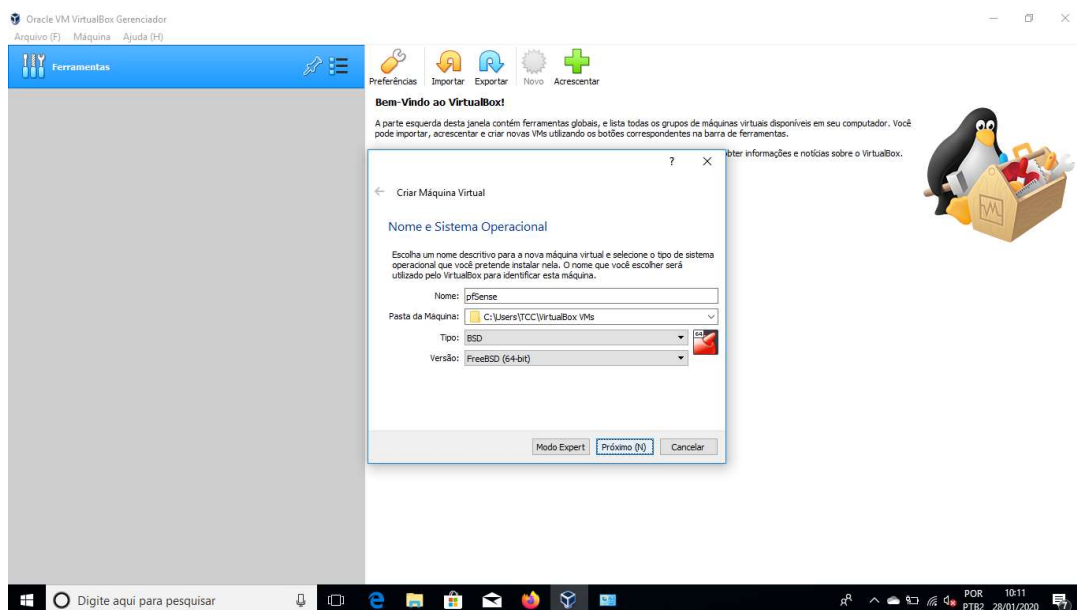 Oracle VM VirtualBox Gerenciador
Arquivo (F) Máquina Ajuda (H)
Ferramentas
Preferências Importar Exportar Novo Acrescentar
Bem-Vindo ao VirtualBox!
A parte esquerda desta janela contém ferramentas globais, e lista todas os grupos de máquinas virtuais disponíveis em seu computador. Você
pode importar, acrescentar e criar novas VMs utilizando os botões correspondentes na barra de ferramentas.
obter informações e notícias sobre o VirtualBox.
?
Criar Máquina Virtual
Nome e Sistema Operacional
Escolha um nome descritivo para a nova máquina virtual e selecione o tipo de sistema
operacional que você pretende instalar nela. O nome que você escolher será
utilizado pelo VirtualBox para identificar esta máquina.
Nome: pfSense
Pasta da Máquina: C:\Users\TCC\VirtualBox VMs
Tipo: BSD
64
Versão: FreeBSD (64-bit)
Modo Expert Próximo (N) Cancelar
Digite aqui para pesquisar
POR 10:11
PTB2 28/01/2020